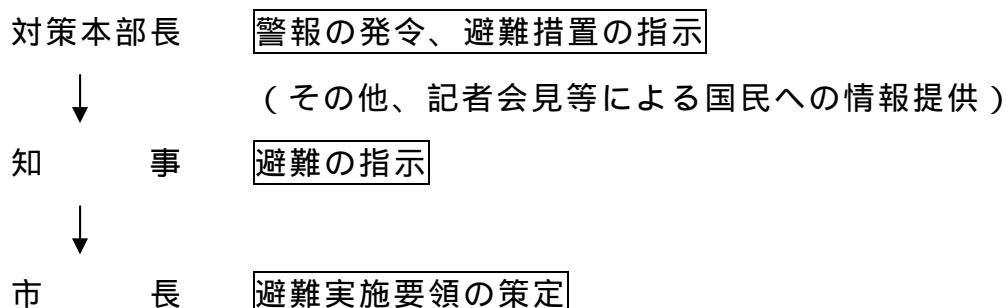 対策本部長　警報の発令、避難措置の指示
（その他、記者会見等による国民への情報提供）
知　　　事　避難の指示
市　　　長　避難実施要領の策定